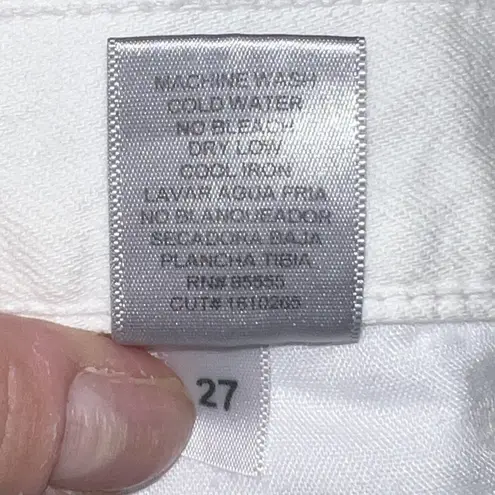 MACHINE WASH
COLD WATER
NO BLEACH
DRY LOW
COOL IRON
LAVAR AGUA FRIA
NO BLANQUEADOR
SECADORA BAJA
PLANCHA TIBIA
RN# 85555
CUT# 1610265
27